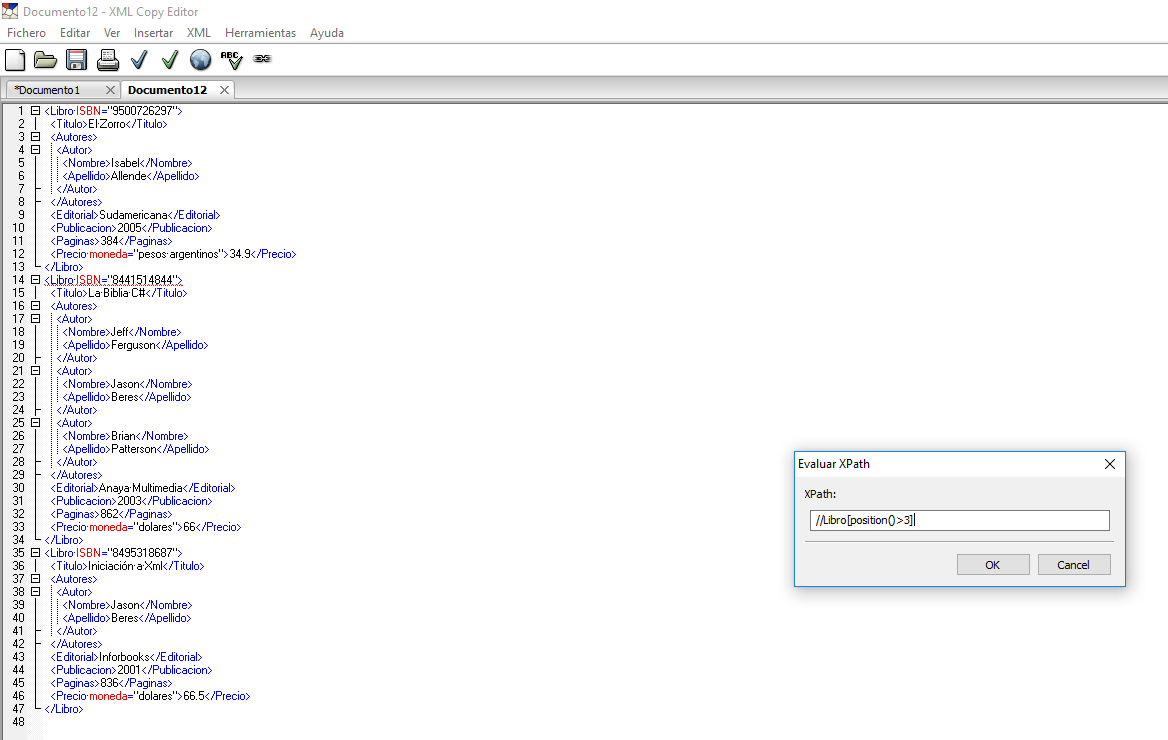 Documento12 - XML Copy Editor
Fichero Editar Ver Insertar XML Herramientas Ayuda
ABC
*Documento1 Documento12
1 <Libro·ISBN="9500726297">
2 <Titulo>El·Zorro</Titulo>
3 <Autores>
4 <Autor>
5 <Nombre>Isabel</Nombre>
6 <Apellido>Allende</Apellido>
7 </Autor>
8 </Autores>
9 <Editorial>Sudamericana</Editorial>
10 <Publicacion>2005</Publicacion>
11 <Paginas>384</Paginas>
12 <Precio·moneda="pesos·argentinos">34.9</Precio>
13 </Libro>
14 <Libro·ISBN="8441514844">
15 <Titulo>La·Biblia·C#</Titulo>
16 <Autores>
17 <Autor>
18 <Nombre>Jeff</Nombre>
19 <Apellido>Ferguson</Apellido>
20 </Autor>
21 <Autor>
22 <Nombre>Jason</Nombre>
23 <Apellido>Beres</Apellido>
24 </Autor>
25 <Autor>
26 <Nombre>Brian</Nombre>
27 <Apellido>Patterson</Apellido>
28 </Autor>
29 </Autores>
30 <Editorial>Anaya·Multimedia</Editorial>
31 <Publicacion>2003</Publicacion>
32 <Paginas>862</Paginas>
33 <Precio·moneda="dolares">66</Precio>
34 </Libro>
35 <Libro·ISBN="8495318687">
36 <Titulo>Iniciación·a·Xml</Titulo>
37 <Autores>
38 <Autor>
39 <Nombre>Jason</Nombre>
40 <Apellido>Beres</Apellido>
41 </Autor>
42 </Autores>
43 <Editorial>Inforbooks</Editorial>
44 <Publicacion>2001</Publicacion>
45 <Paginas>836</Paginas>
46 <Precio·moneda="dolares">66.5</Precio>
47 </Libro>
48
Evaluar XPath
XPath:
//Libro[position()>3]
OK Cancel